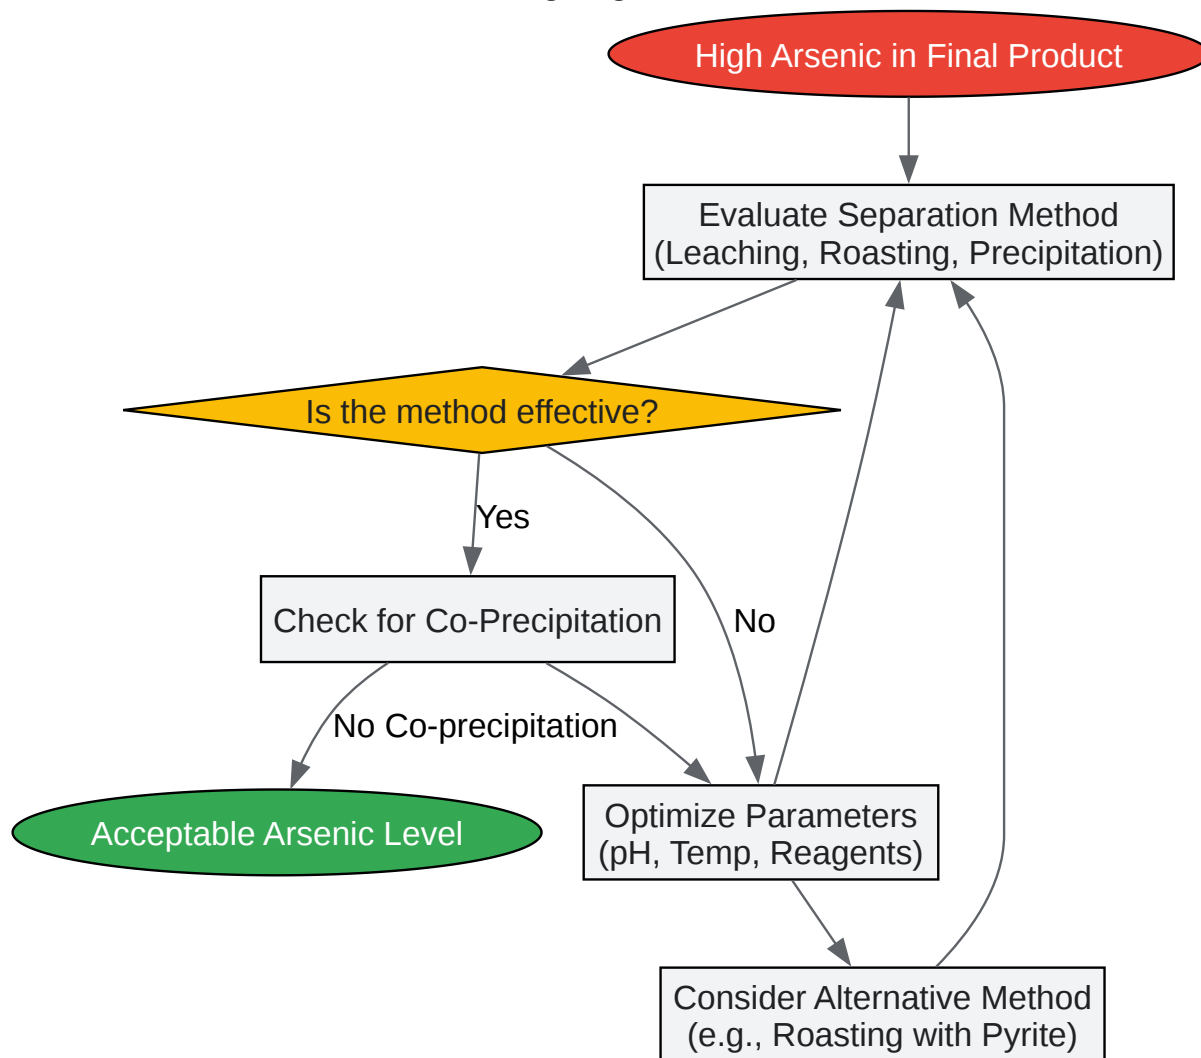 High Arsenic in Final Product
Evaluate Separation Method
(Leaching, Roasting, Precipitation)
Is the method effective?
Yes
No
Check for Co-Precipitation
No Co-precipitation
Acceptable Arsenic Level
Optimize Parameters
(pH, Temp, Reagents)
Consider Alternative Method
(e.g., Roasting with Pyrite)